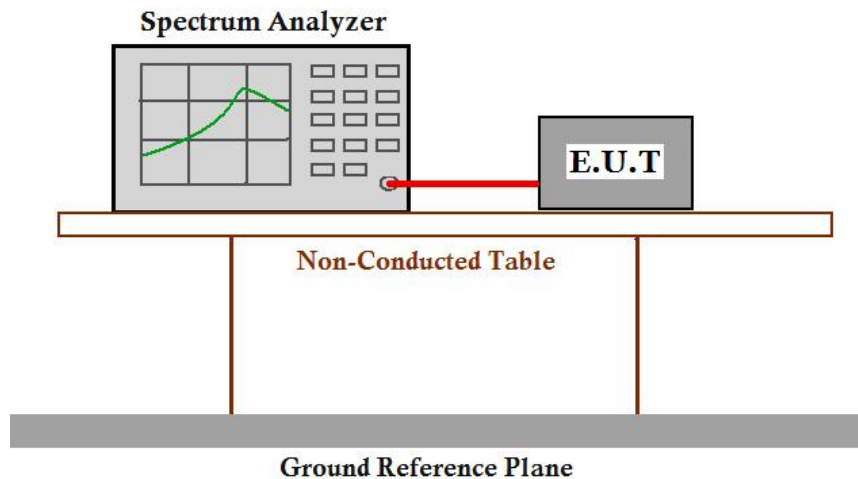 Spectrum Analyzer
E.U.T
Non-Conducted Table
Ground Reference Plane